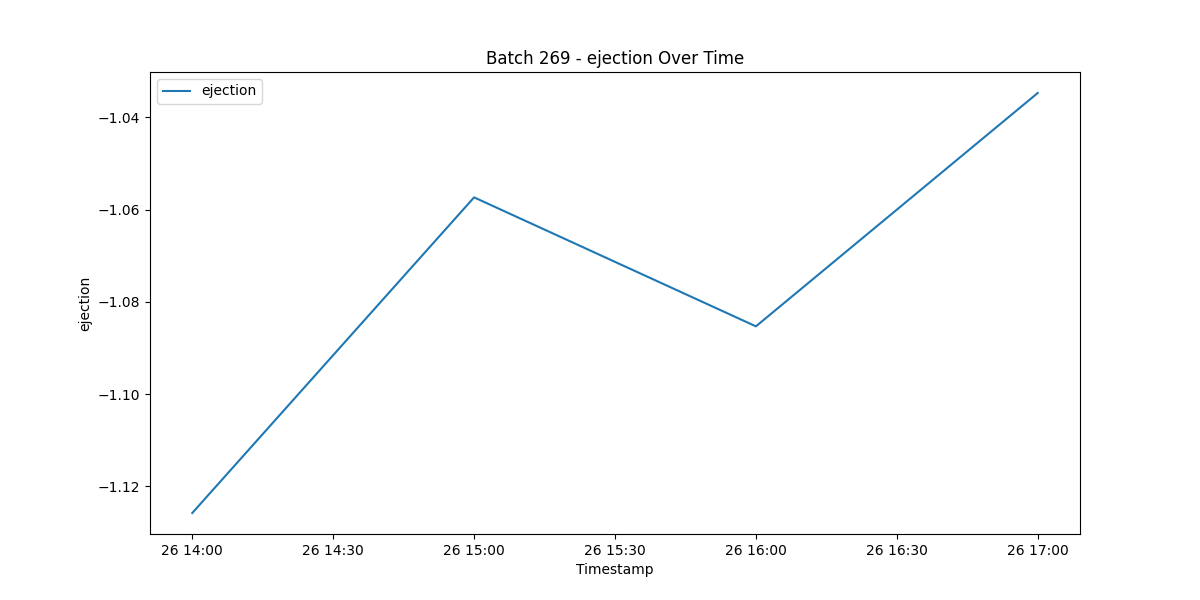 Batch 269 - ejection Over Time
ejection
−1.04
−1.06
−1.08
−1.10
−1.12
ejection
26 14:00 26 14:30 26 15:00 26 15:30 26 16:00 26 16:30 26 17:00
Timestamp